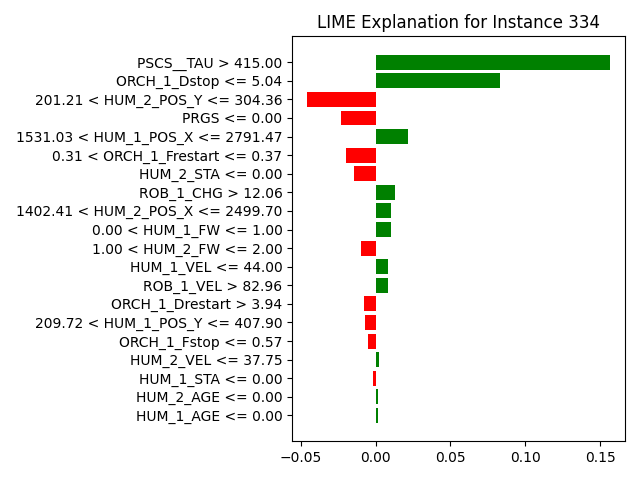 LIME Explanation for Instance 334
PSCS__TAU > 415.00
ORCH_1_Dstop <= 5.04
201.21 < HUM_2_POS_Y <= 304.36
PRGS <= 0.00
1531.03 < HUM_1_POS_X <= 2791.47
0.31 < ORCH_1_Frestart <= 0.37
HUM_2_STA <= 0.00
ROB_1_CHG > 12.06
1402.41 < HUM_2_POS_X <= 2499.70
0.00 < HUM_1_FW <= 1.00
1.00 < HUM_2_FW <= 2.00
HUM_1_VEL <= 44.00
ROB_1_VEL > 82.96
ORCH_1_Drestart > 3.94
209.72 < HUM_1_POS_Y <= 407.90
ORCH_1_Fstop <= 0.57
HUM_2_VEL <= 37.75
HUM_1_STA <= 0.00
HUM_2_AGE <= 0.00
HUM_1_AGE <= 0.00
−0.05 0.00 0.05 0.10 0.15